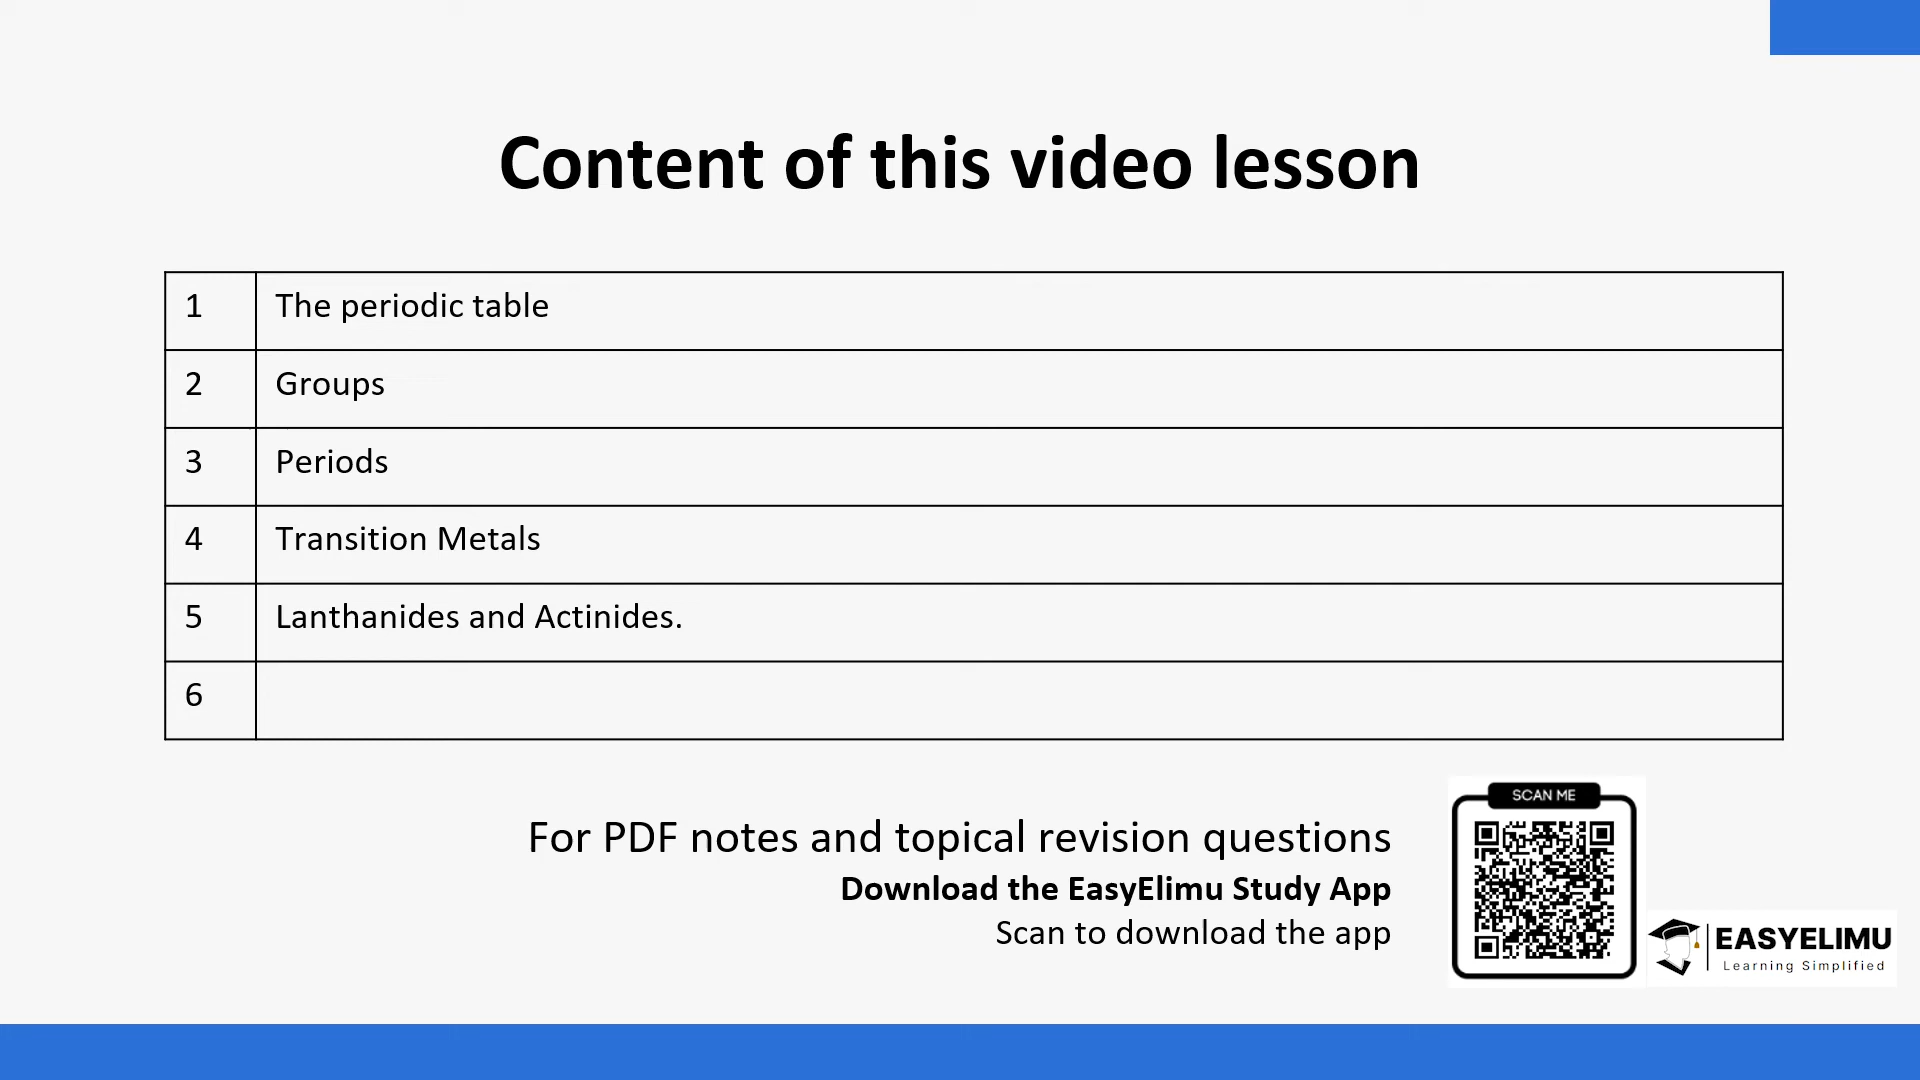 Content of this video lesson
1 The periodic table
2 Groups
3 Periods
4 Transition Metals
5 Lanthanides and Actinides.
6
For PDF notes and topical revision questions
Download the EasyElimu Study App
Scan to download the app
SCAN ME
EASYELIMU
Learning Simplified